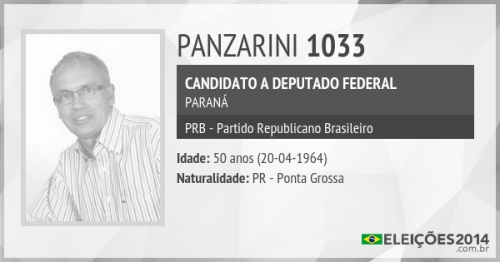 PANZARINI 1033
CANDIDATO A DEPUTADO FEDERAL
PARANÁ
PRB - Partido Republicano Brasileiro
Idade: 50 anos (20-04-1964)
Naturalidade: PR - Ponta Grossa
ELEIÇÕES2014
.com.br